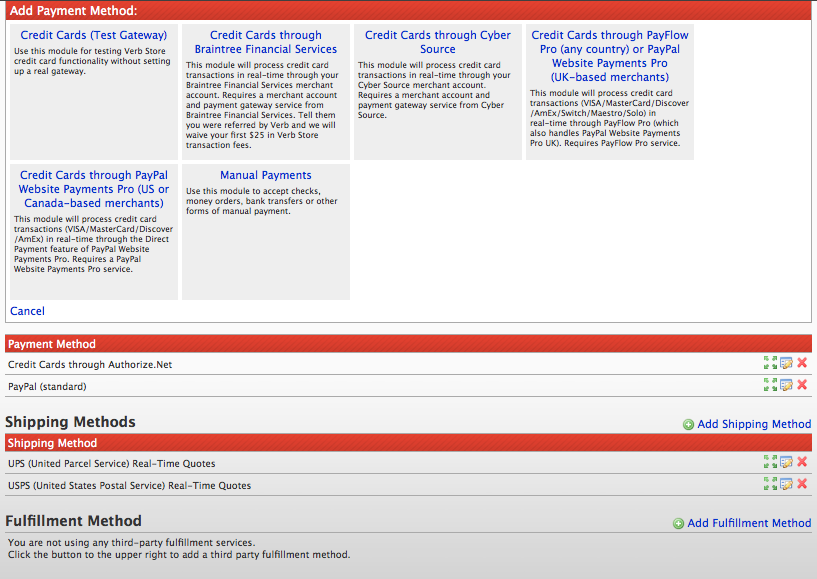 Add Payment Method:
Credit Cards (Test Gateway)
Use this module for testing Verb Store
credit card functionality without setting
up a real gateway.
Credit Cards through
Braintree Financial Services
This module will process credit card
transactions in real-time through your
Braintree Financial Services merchant
account. Requires a merchant account
and payment gateway service from
Braintree Financial Services. Tell them
you were referred by Verb and we will
waive your first $25 in Verb Store
transaction fees.
Credit Cards through Cyber
Source
This module will process credit card
transactions in real-time through your
Cyber Source merchant account.
Requires a merchant account and
payment gateway service from Cyber
Source.
Credit Cards through PayFlow
Pro (any country) or PayPal
Website Payments Pro
(UK-based merchants)
This module will process credit card
transactions (VISA/MasterCard/Discover
/AmEx/Switch/Maestro/Solo) in
real-time through PayFlow Pro (which
also handles PayPal Website Payments
Pro UK). Requires PayFlow Pro service.
Credit Cards through PayPal
Website Payments Pro (US or
Canada-based merchants)
This module will process credit card
transactions (VISA/MasterCard/Discover
/AmEx) in real-time through the Direct
Payment feature of PayPal Website
Payments Pro. Requires a PayPal
Website Payments Pro service.
Manual Payments
Use this module to accept checks,
money orders, bank transfers or other
forms of manual payment.
Cancel
Payment Method
Credit Cards through Authorize.Net
PayPal (standard)
Shipping Methods
Add Shipping Method
Shipping Method
UPS (United Parcel Service) Real-Time Quotes
USPS (United States Postal Service) Real-Time Quotes
Fulfillment Method
Add Fulfillment Method
You are not using any third-party fulfillment services.
Click the button to the upper right to add a third party fulfillment method.